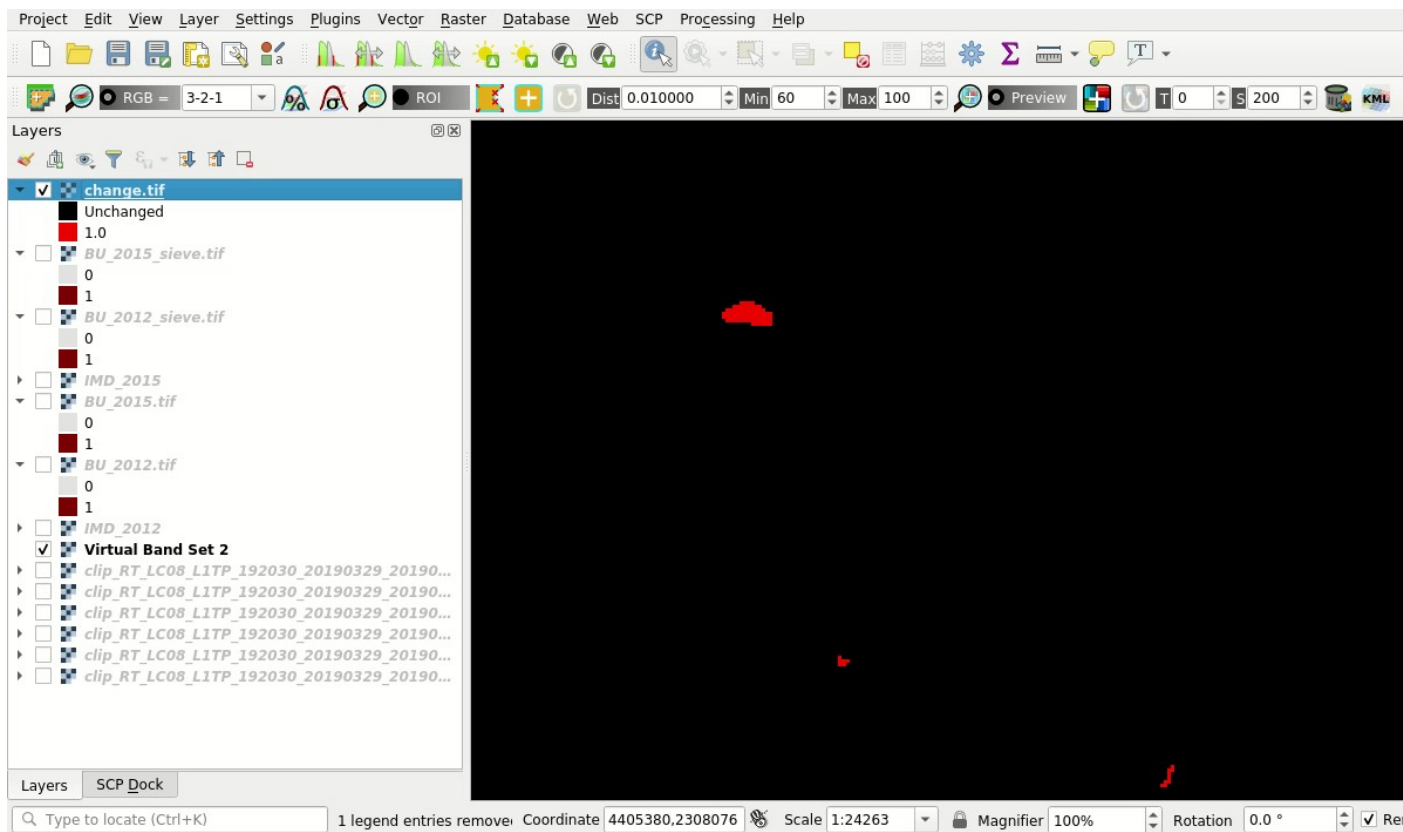 Project Edit View Layer Settings Plugins Vector Raster Database Web SCP Processing Help
a T
RGB = 3-2-1 ROI Dist 0.010000 Min 60 Max 100 Preview T 0 S 200 KML
Layers
change.tif
Unchanged
1.0
BU_2015_sieve.tif
0
1
BU_2012_sieve.tif
0
1
IMD_2015
BU_2015.tif
0
1
BU_2012.tif
0
1
IMD_2012
Virtual Band Set 2
clip_RT_LC08_L1TP_192030_20190329_20190...
clip_RT_LC08_L1TP_192030_20190329_20190...
clip_RT_LC08_L1TP_192030_20190329_20190...
clip_RT_LC08_L1TP_192030_20190329_20190...
clip_RT_LC08_L1TP_192030_20190329_20190...
clip_RT_LC08_L1TP_192030_20190329_20190...
Layers SCP Dock
Type to locate (Ctrl+K) 1 legend entries remove Coordinate 4405380,2308076 Scale 1:24263 Magnifier 100% Rotation 0.0 ° Re